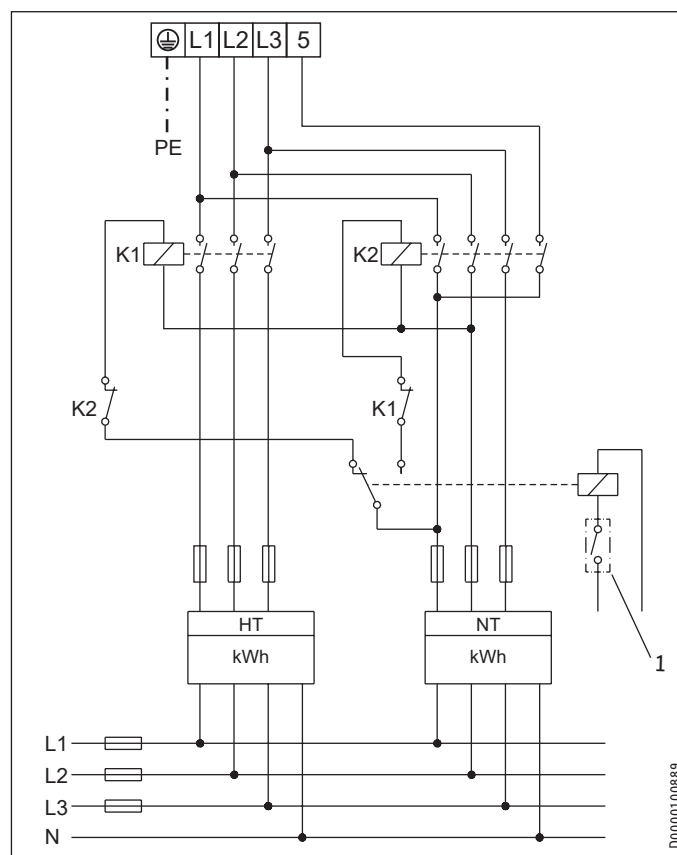 L1 L2 L3 5
PE
K1
K2
K2
K1
HT
kWh
NT
kWh
1
L1
L2
L3
N
D0000100889